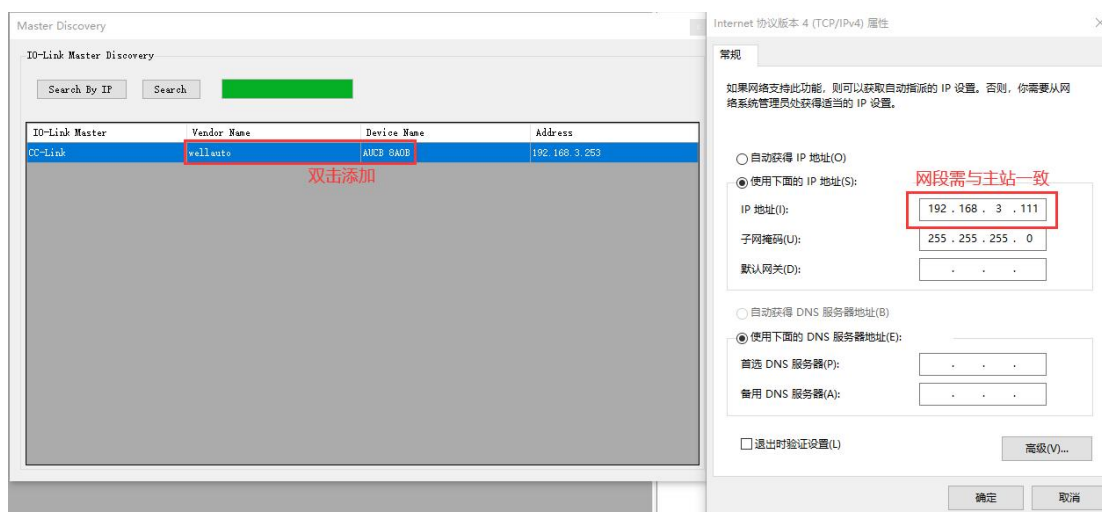 Master Discovery
IO-Link Master Discovery
Search By IP
Search
IO-Link Master Vendor Name Device Name Address
CC-Link wellauto AUCB 8A0B 192.168.3.253
双击添加
Internet 协议版本 4 (TCP/IPv4) 属性
常规
如果网络支持此功能，则可以获取自动指派的 IP 设置。否则，你需要从网
络系统管理员处获得适当的 IP 设置。
自动获得 IP 地址(O)
使用下面的 IP 地址(S):
网段需与主站一致
IP 地址(I): 192 . 168 . 3 . 111
子网掩码(U): 255 . 255 . 255 . 0
默认网关(D): . . .
自动获得 DNS 服务器地址(B)
使用下面的 DNS 服务器地址(E):
首选 DNS 服务器(P): . . .
备用 DNS 服务器(A): . . .
退出时验证设置(L)
高级(V)...
确定
取消